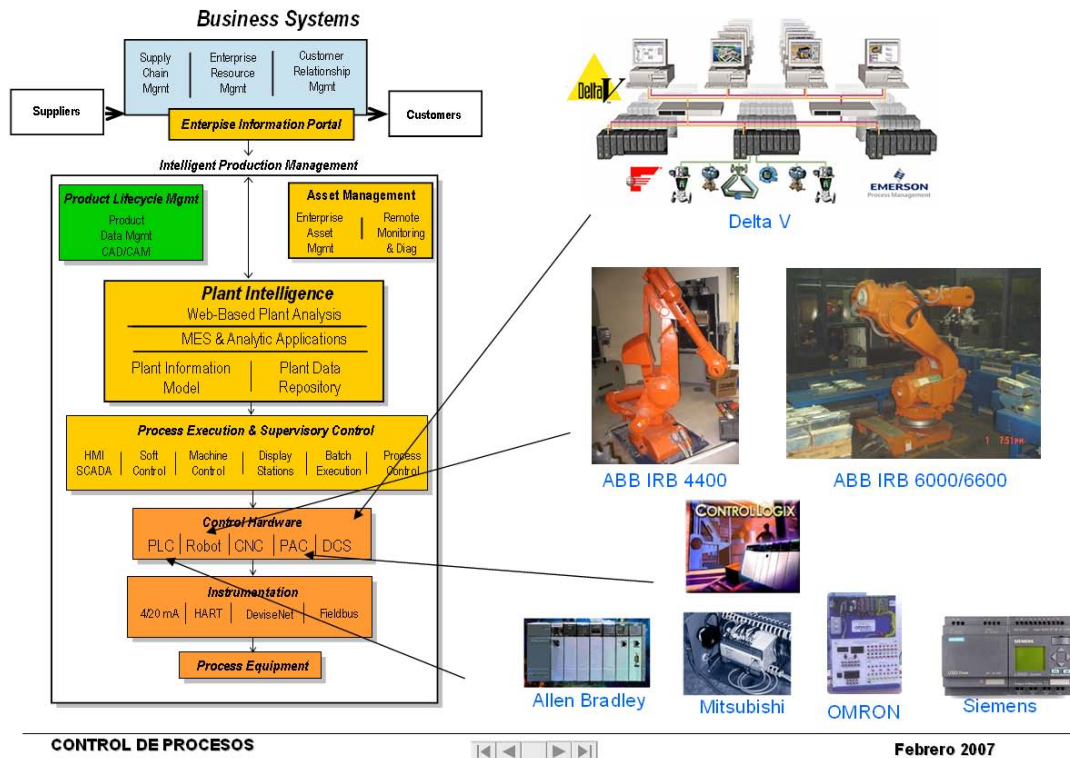 Business Systems
Supply Chain Mgmt
Enterprise Resource Mgmt
Customer Relationship Mgmt
Suppliers
Customers
Enterpise Information Portal
Intelligent Production Management
Product Lifecycle Mgmt
Product
Data Mgmt
CAD/CAM
Asset Management
Enterprise Asset Mgmt
Remote Monitoring & Diag
Plant Intelligence
Web-Based Plant Analysis
MES & Analytic Applications
Plant Information Model
Plant Data Repository
Process Execution & Supervisory Control
HMI SCADA
Soft Control
Machine Control
Display Stations
Batch Execution
Process Control
Control Hardware
PLC Robot CNC PAC DCS
Instrumentation
4/20 mA HART DeviseNet Fieldbus
Process Equipment
DeltaV
EMERSON
Process Management
Delta V
1 7:51PM
ABB IRB 4400
ABB IRB 6000/6600
CONTROLLOGIX
Allen Bradley
Mitsubishi
OMRON
SIEMENS
Siemens
CONTROL DE PROCESOS
Febrero 2007